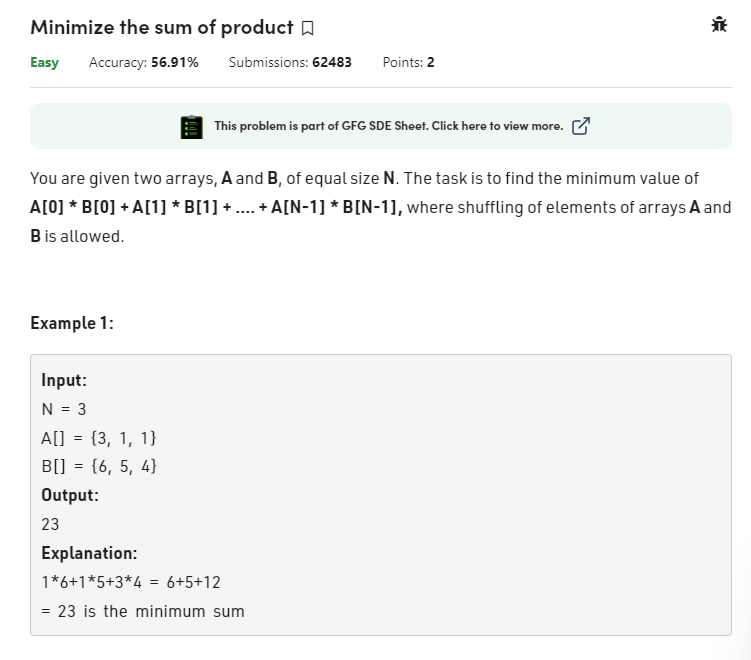 Minimize the sum of product
Easy Accuracy: 56.91% Submissions: 62483 Points: 2
This problem is part of GFG SDE Sheet. Click here to view more.
You are given two arrays, A and B, of equal size N. The task is to find the minimum value of
A[0] * B[0] + A[1] * B[1] + .... + A[N-1] * B[N-1], where shuffling of elements of arrays A and
B is allowed.
Example 1:
Input:
N = 3
A[] = {3, 1, 1}
B[] = {6, 5, 4}
Output:
23
Explanation:
1*6+1*5+3*4 = 6+5+12
= 23 is the minimum sum